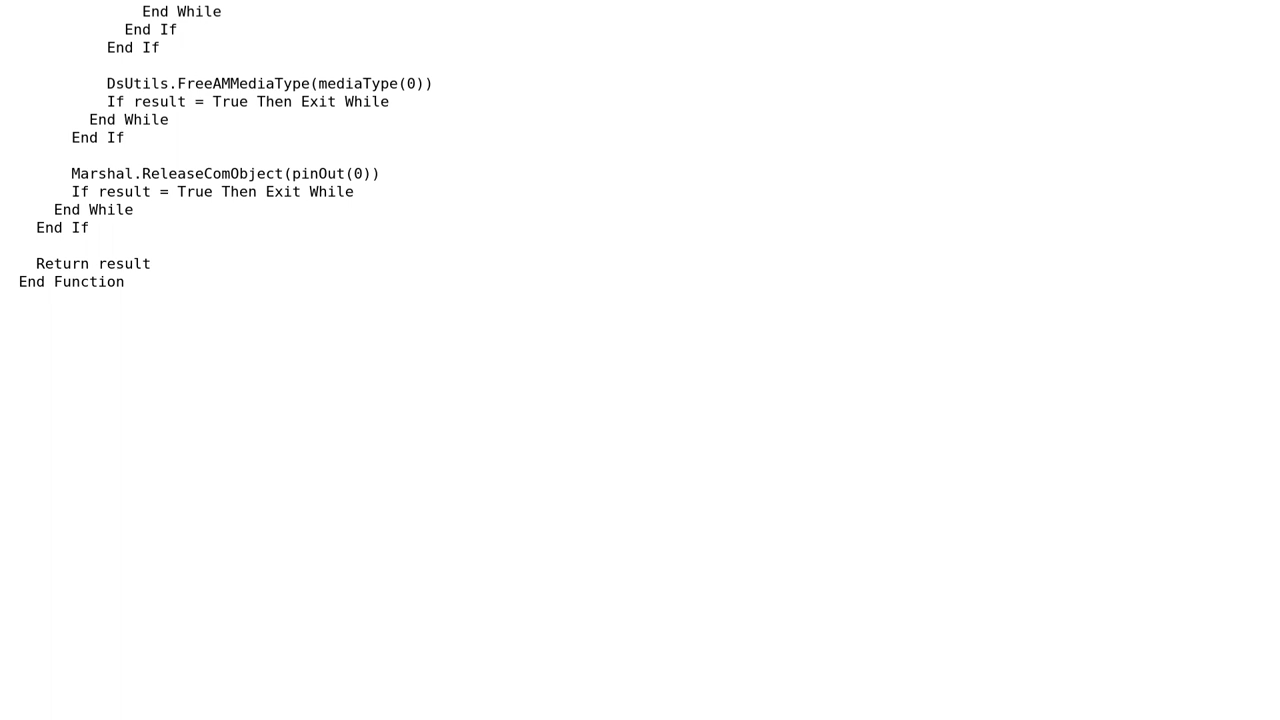 End While
End If
End If
DsUtils.FreeAMMediaType(mediaType(0))
If result = True Then Exit While
End While
End If
Marshal.ReleaseComObject(pinOut(0))
If result = True Then Exit While
End While
End If
Return result
End Function